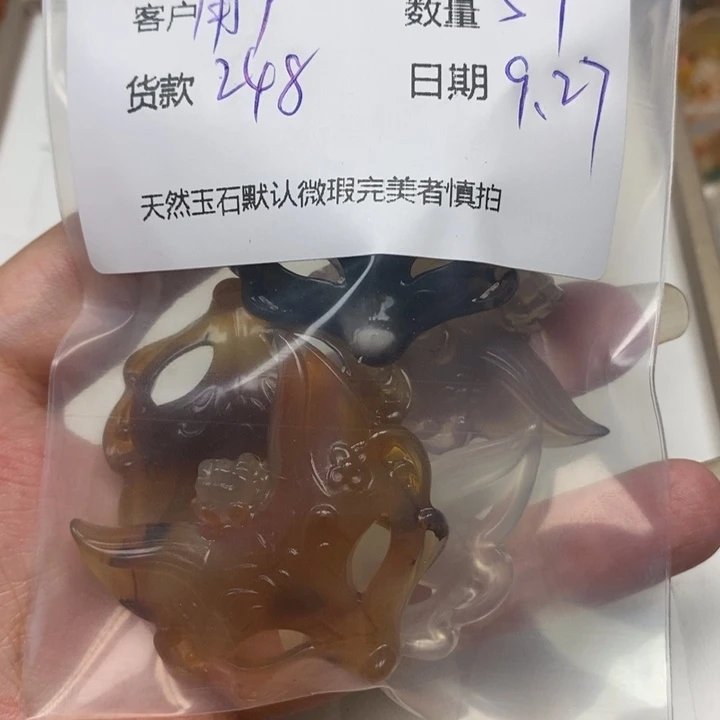 客户 数量
货款 248 日期 9.27
天然玉石默认微瑕完美者慎拍